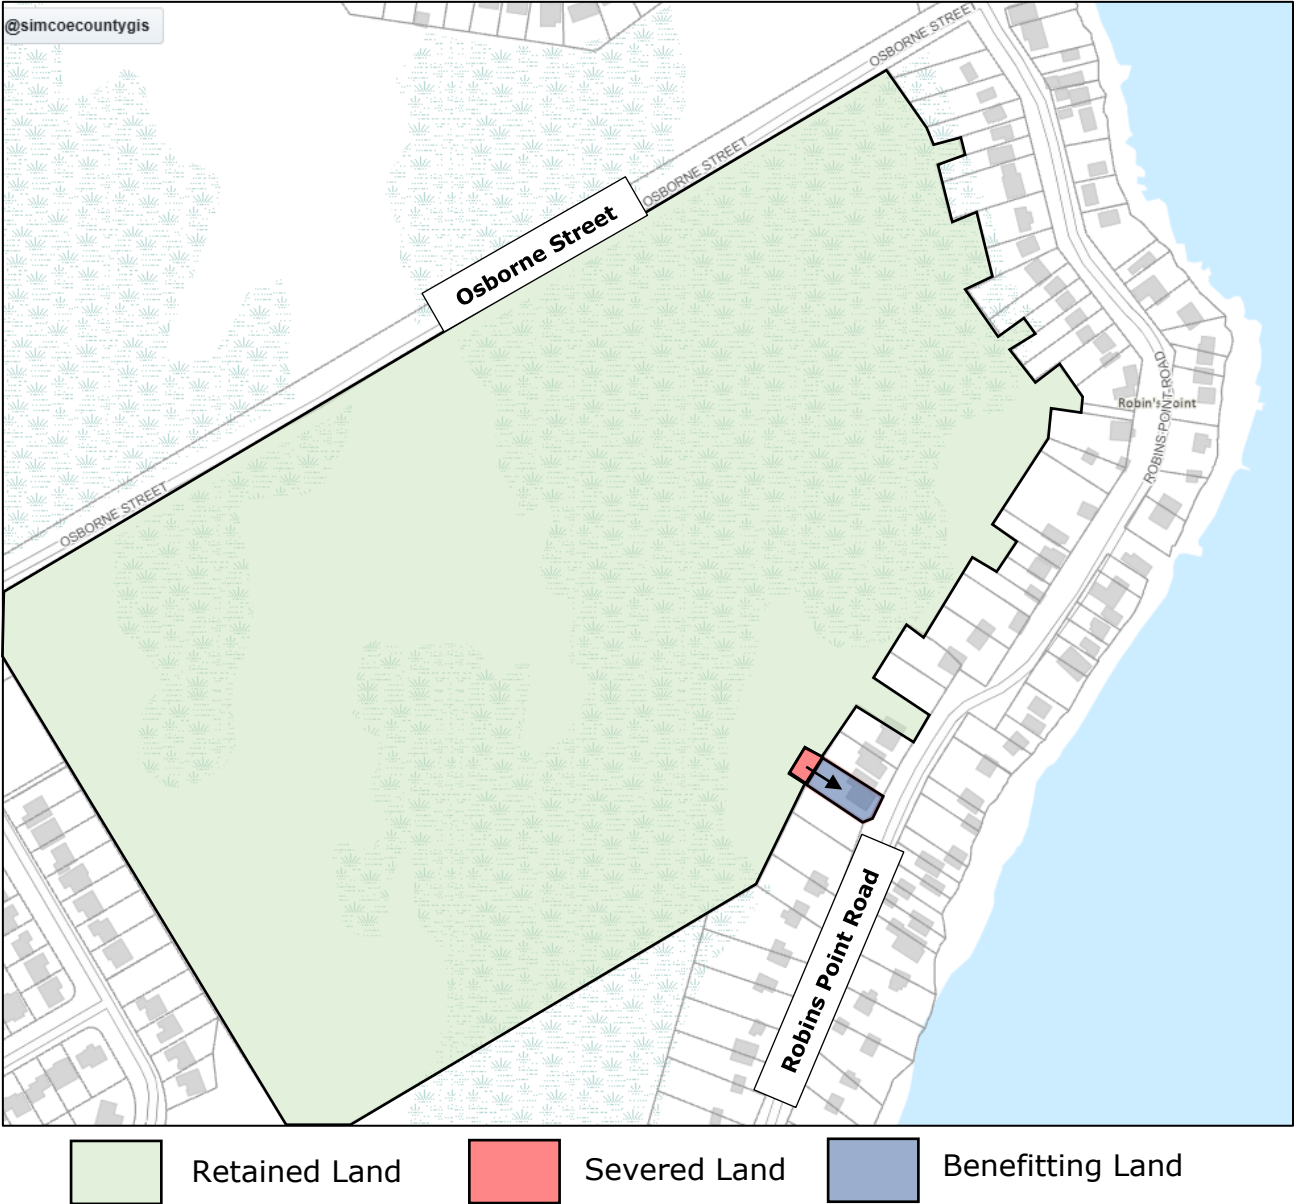 @simcoecountygis
OSBORNE STREET
OSBORNE STREET
Osborne Street
ROBINS POINT ROAD
Robin's Point
OSBORNE STREET
Robins Point Road
Retained Land
Severed Land
Benefitting Land